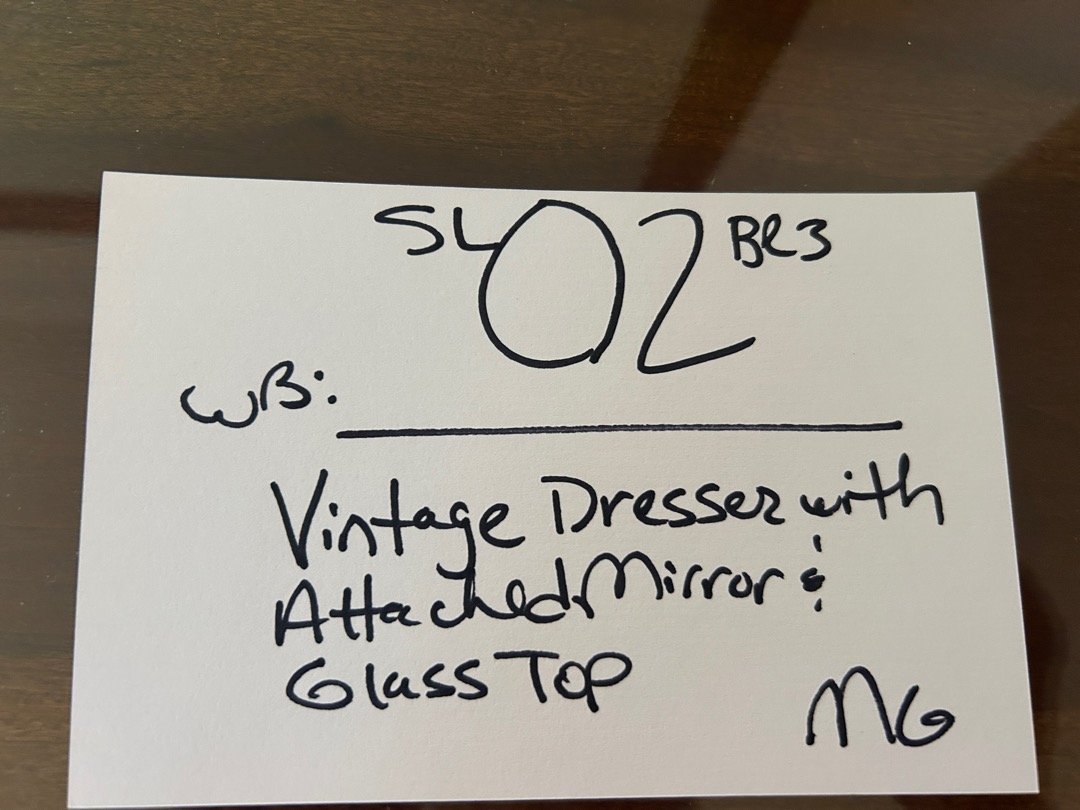 SL 02 BR3
WB:
Vintage Dresser with
Attached Mirror &
Glass Top
MG